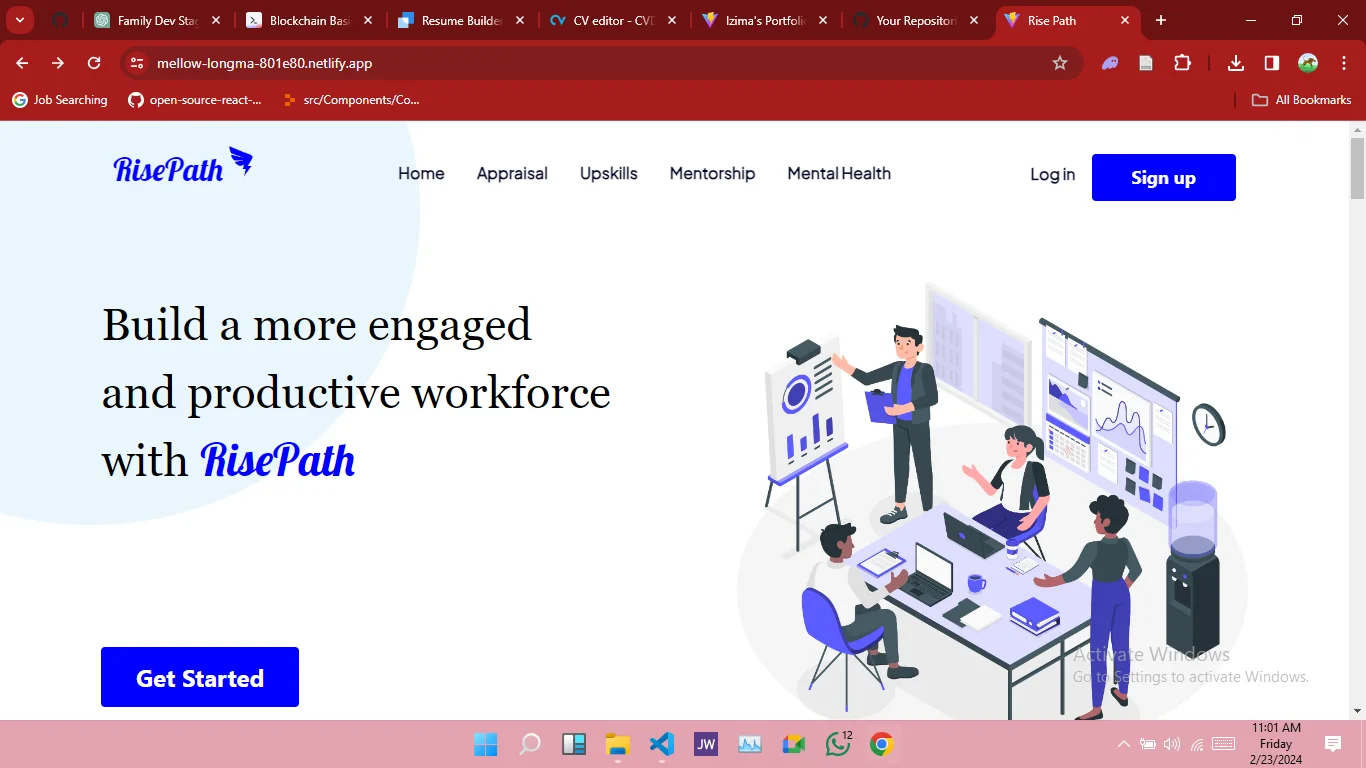 Family Dev Stag
Blockchain Basi
Resume Builder
CV editor - CVD
Izima's Portfolio
Your Repositori
Rise Path
mellow-longma-801e80.netlify.app
Job Searching
open-source-react-...
src/Components/Co...
All Bookmarks
RisePath
Home
Appraisal
Upskills
Mentorship
Mental Health
Log in
Sign up
Build a more engaged
and productive workforce
with RisePath
Get Started
Activate Windows
Go to Settings to activate Windows.
JW
12
11:01 AM
Friday
2/23/2024